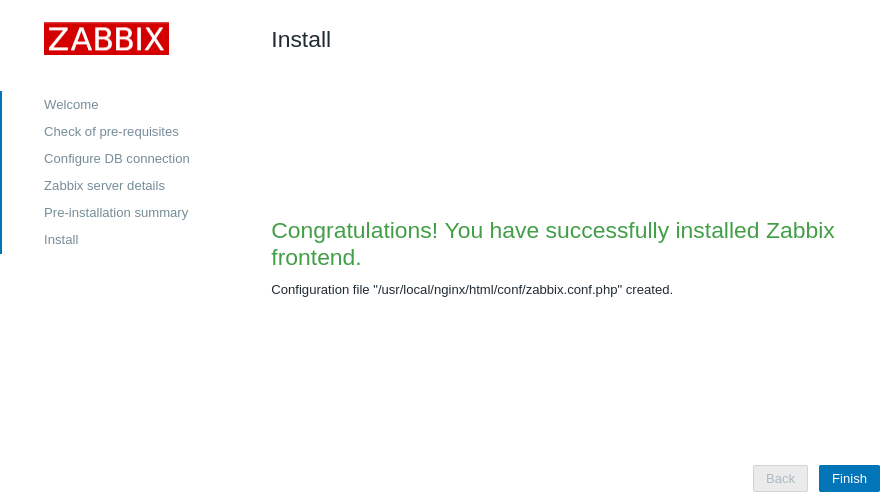 ZABBIX
Install
Welcome
Check of pre-requisites
Configure DB connection
Zabbix server details
Pre-installation summary
Install
Congratulations! You have successfully installed Zabbix
frontend.
Configuration file "/usr/local/nginx/html/conf/zabbix.conf.php" created.
Back
Finish